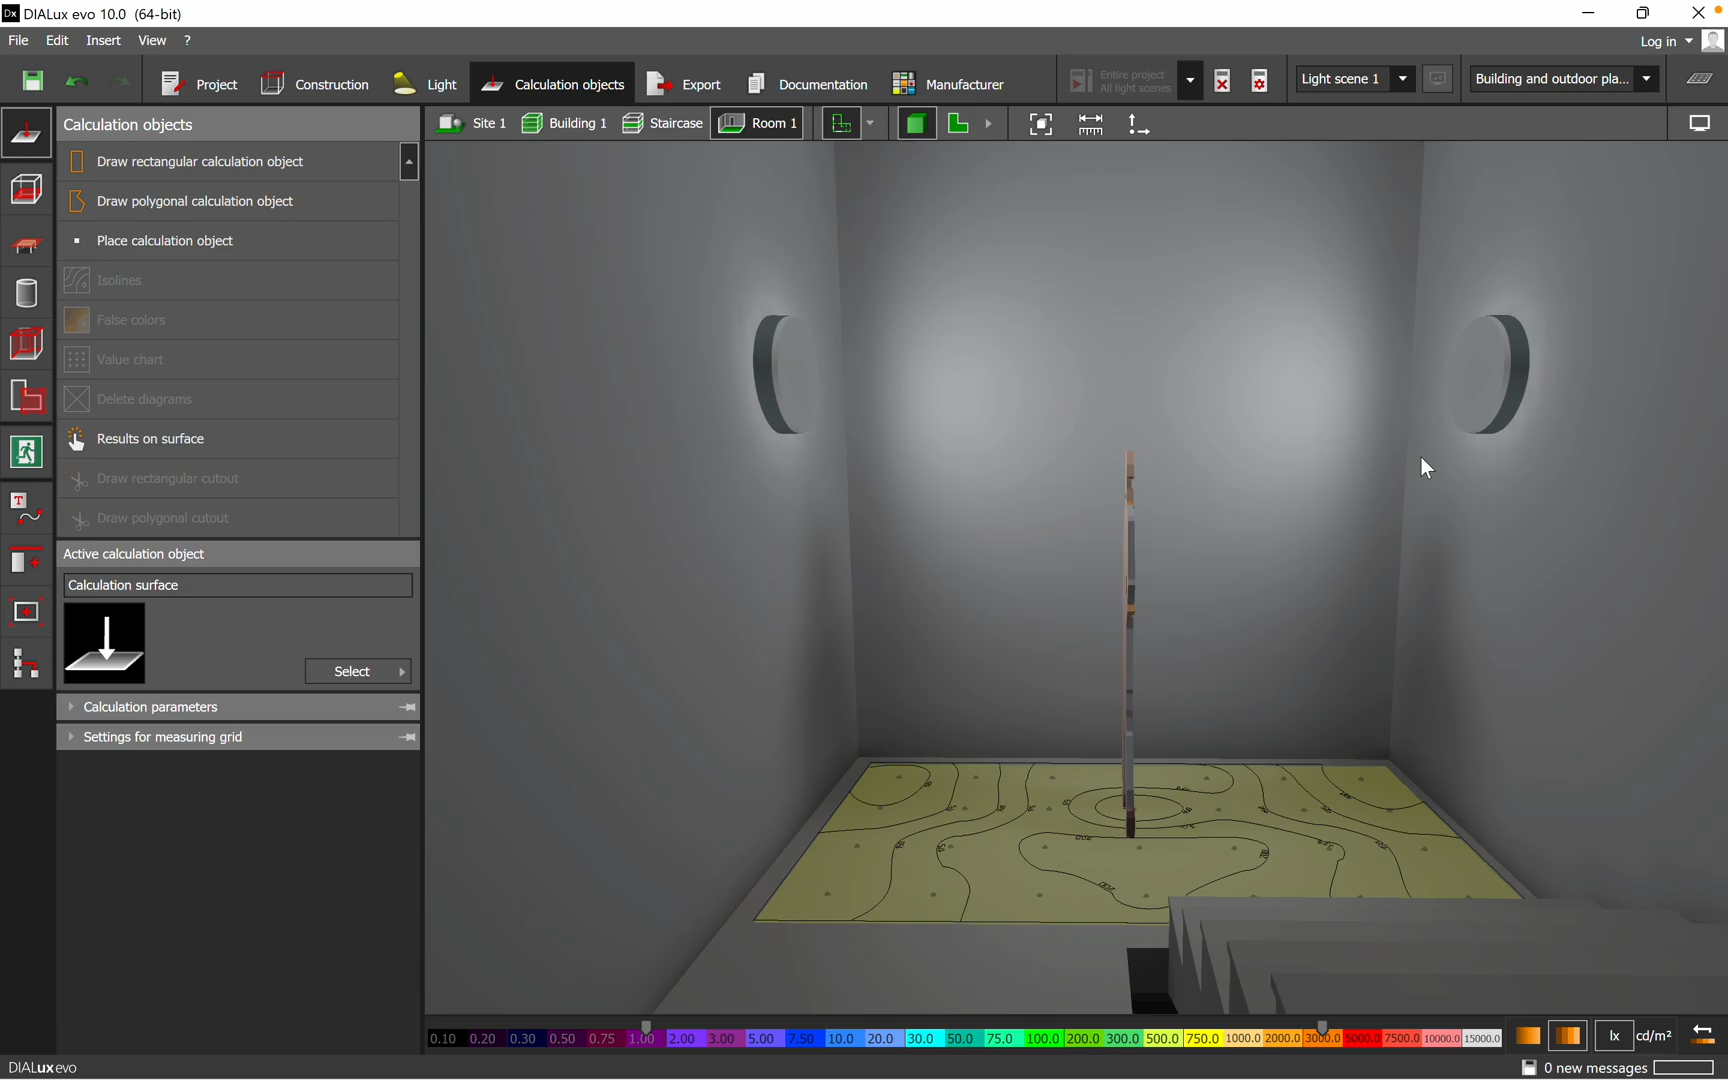 DIALux evo 10.0 (64-bit)
File Edit Insert View ?
Log in
Project Construction Light Calculation objects Export Documentation Manufacturer
Entire project
All light scenes
Light scene 1
Building and outdoor pla...
Calculation objects
Site 1 Building 1 Staircase Room 1
Draw rectangular calculation object
Draw polygonal calculation object
Place calculation object
Isolines
False colors
Value chart
Delete diagrams
Results on surface
Draw rectangular cutout
Draw polygonal cutout
Active calculation object
Calculation surface
Select
Calculation parameters
Settings for measuring grid
200
200
0.10 0.20 0.30 0.50 0.75 1.00 2.00 3.00 5.00 7.50 10.0 20.0 30.0 50.0 75.0 100.0 200.0 300.0 500.0 750.0 1000.0 2000.0 3000.0 5000.0 7500.0 10000.0 15000.0
lx cd/m²
DIALux evo
0 new messages